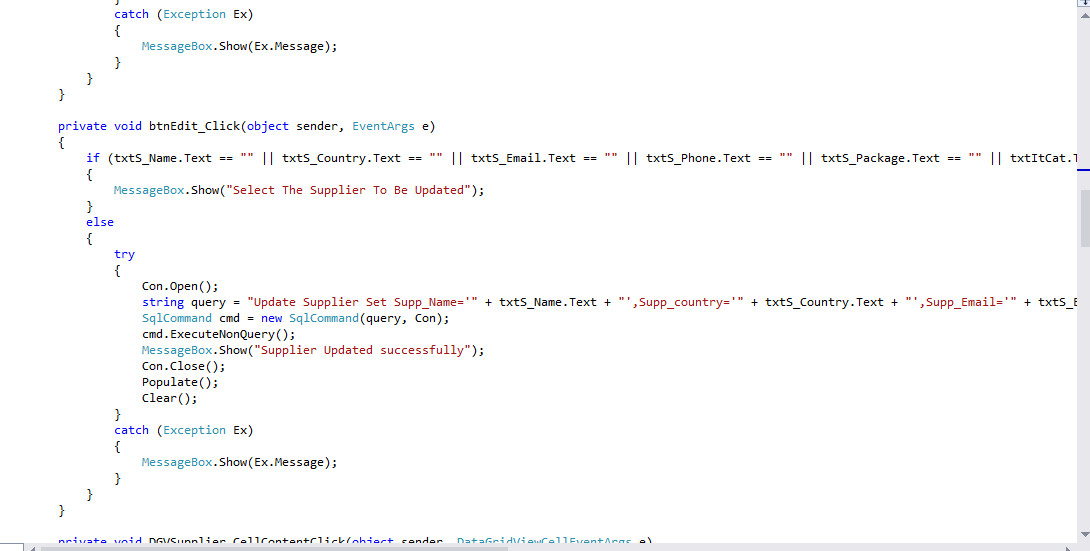 }
catch (Exception Ex)
{
MessageBox.Show(Ex.Message);
}
}
}
private void btnEdit_Click(object sender, EventArgs e)
{
if (txtS_Name.Text == "" || txtS_Country.Text == "" || txtS_Email.Text == "" || txtS_Phone.Text == "" || txtS_Package.Text == "" || txtItCat.T
{
MessageBox.Show("Select The Supplier To Be Updated");
}
else
{
try
{
Con.Open();
string query = "Update Supplier Set Supp_Name='" + txtS_Name.Text + "',Supp_country='" + txtS_Country.Text + "',Supp_Email='" + txtS_E
SqlCommand cmd = new SqlCommand(query, Con);
cmd.ExecuteNonQuery();
MessageBox.Show("Supplier Updated successfully");
Con.Close();
Populate();
Clear();
}
catch (Exception Ex)
{
MessageBox.Show(Ex.Message);
}
}
}
private void DGVSupplier_CellContentClick(object sender, DataGridViewCellEventArgs e)